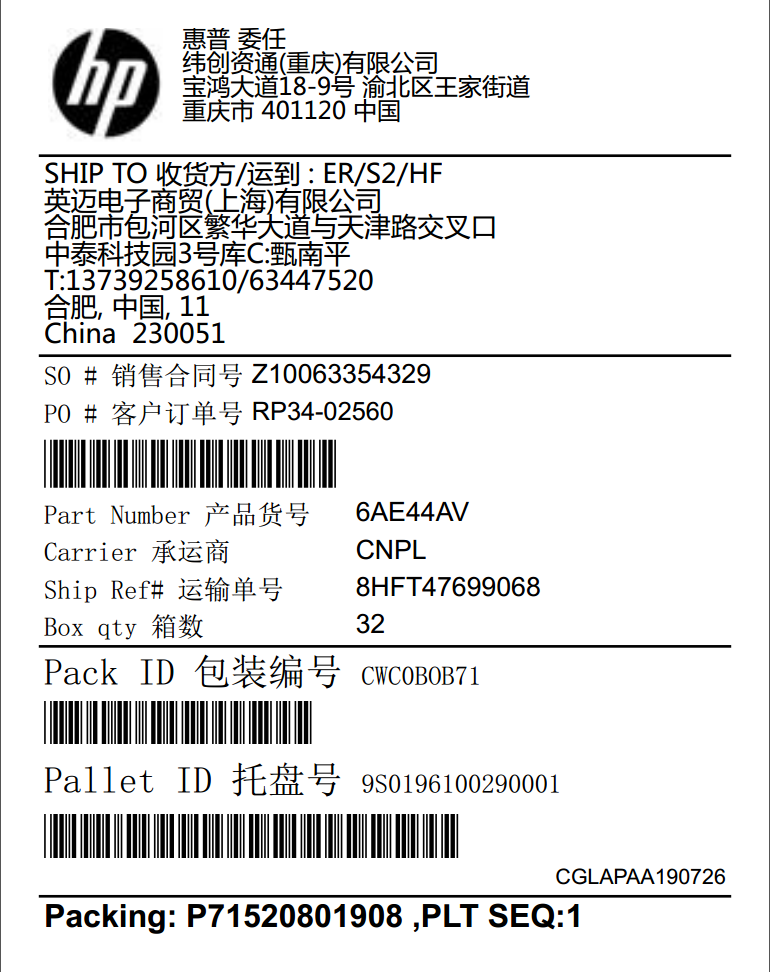 hp
惠普 委任
纬创资通(重庆)有限公司
宝鸿大道18-9号 渝北区王家街道
重庆市 401120 中国
SHIP TO 收货方/运到 : ER/S2/HF
英迈电子商贸(上海)有限公司
合肥市包河区繁华大道与天津路交叉口
中泰科技园3号库C:甄南平
T:13739258610/63447520
合肥, 中国, 11
China 230051
SO # 销售合同号 Z10063354329
PO # 客户订单号 RP34-02560
Part Number 产品货号 6AE44AV
Carrier 承运商 CNPL
Ship Ref# 运输单号 8HFT47699068
Box qty 箱数 32
Pack ID 包装编号 CWC0BOB71
Pallet ID 托盘号 9S0196100290001
CGLAPAA190726
Packing: P71520801908 ,PLT SEQ:1